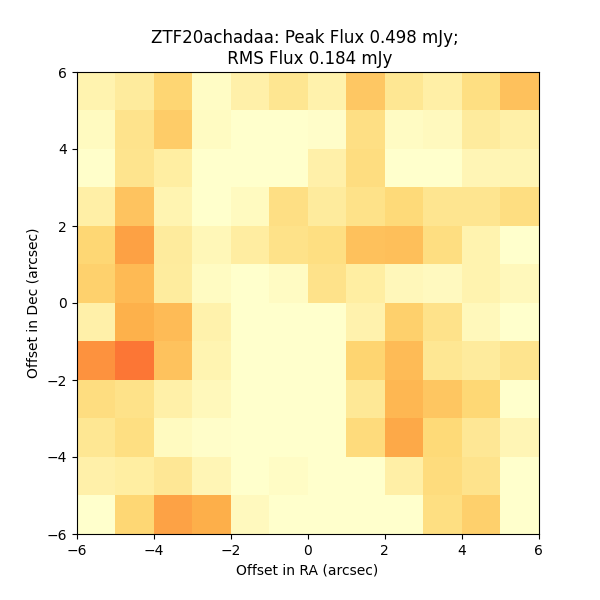 ZTF20achadaa: Peak Flux 0.498 mJy;
RMS Flux 0.184 mJy
6
4
2
0
−2
−4
−6
Offset in Dec (arcsec)
−6 −4 −2 0 2 4 6
Offset in RA (arcsec)